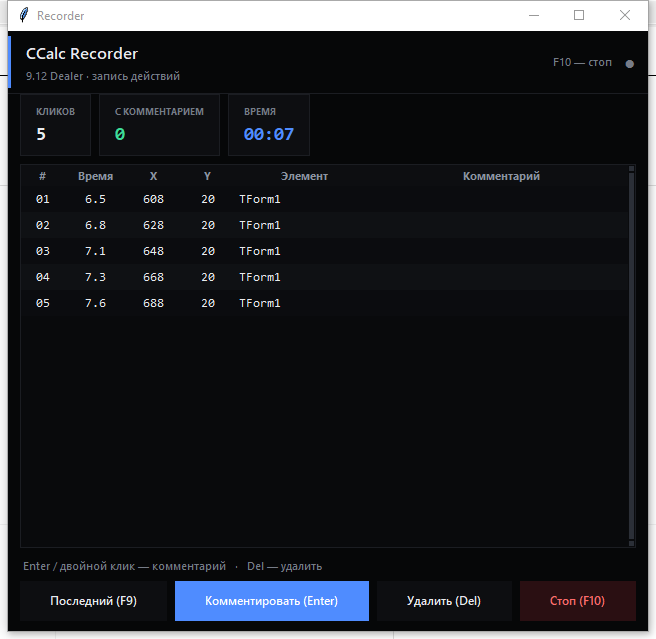 Recorder
CCalc Recorder
9.12 Dealer · запись действий
F10 — стоп
КЛИКОВ
5
С КОММЕНТАРИЕМ
0
ВРЕМЯ
00:07
# Время X Y Элемент Комментарий
01 6.5 608 20 TForm1
02 6.8 628 20 TForm1
03 7.1 648 20 TForm1
04 7.3 668 20 TForm1
05 7.6 688 20 TForm1
Enter / двойной клик — комментарий · Del — удалить
Последний (F9) Комментировать (Enter) Удалить (Del) Стоп (F10)